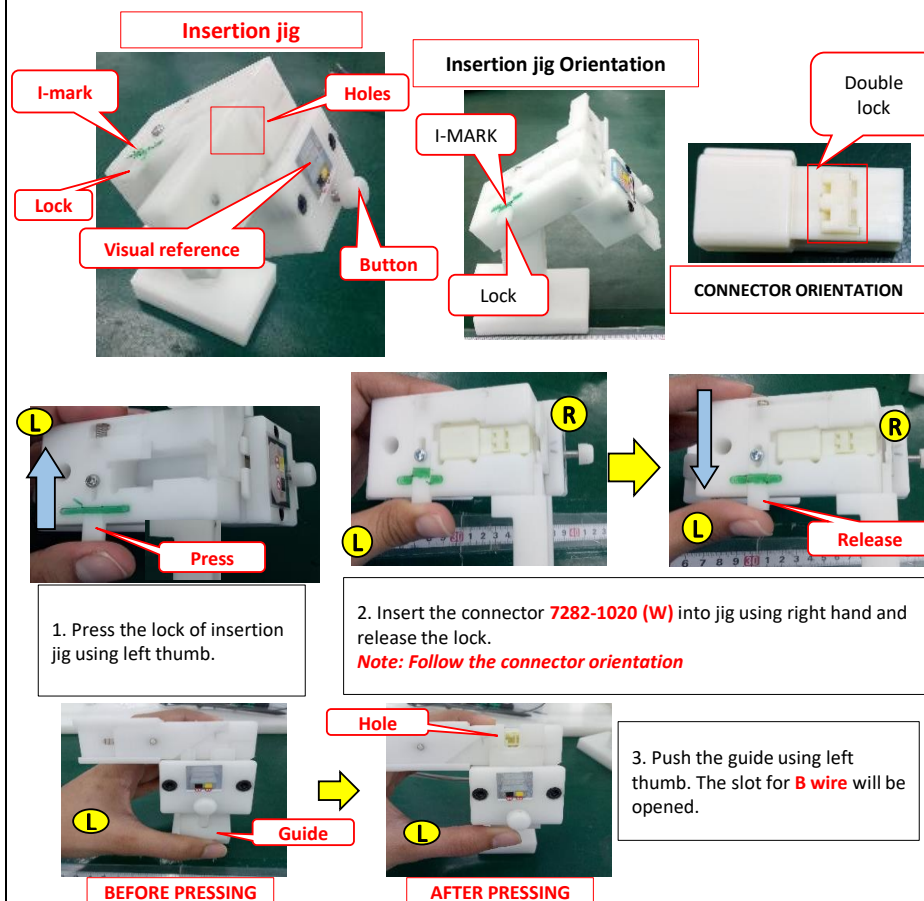 Insertion jig
Insertion jig Orientation
Double
lock
I-mark
Holes
I-MARK
Lock
Visual reference
Button
Lock
CONNECTOR ORIENTATION
L
Press
R
L
R
L
Release
1. Press the lock of insertion
jig using left thumb.
2. Insert the connector 7282-1020 (W) into jig using right hand and
release the lock.
Note: Follow the connector orientation
Hole
L
Guide
L
3. Push the guide using left
thumb. The slot for B wire will be
opened.
BEFORE PRESSING
AFTER PRESSING